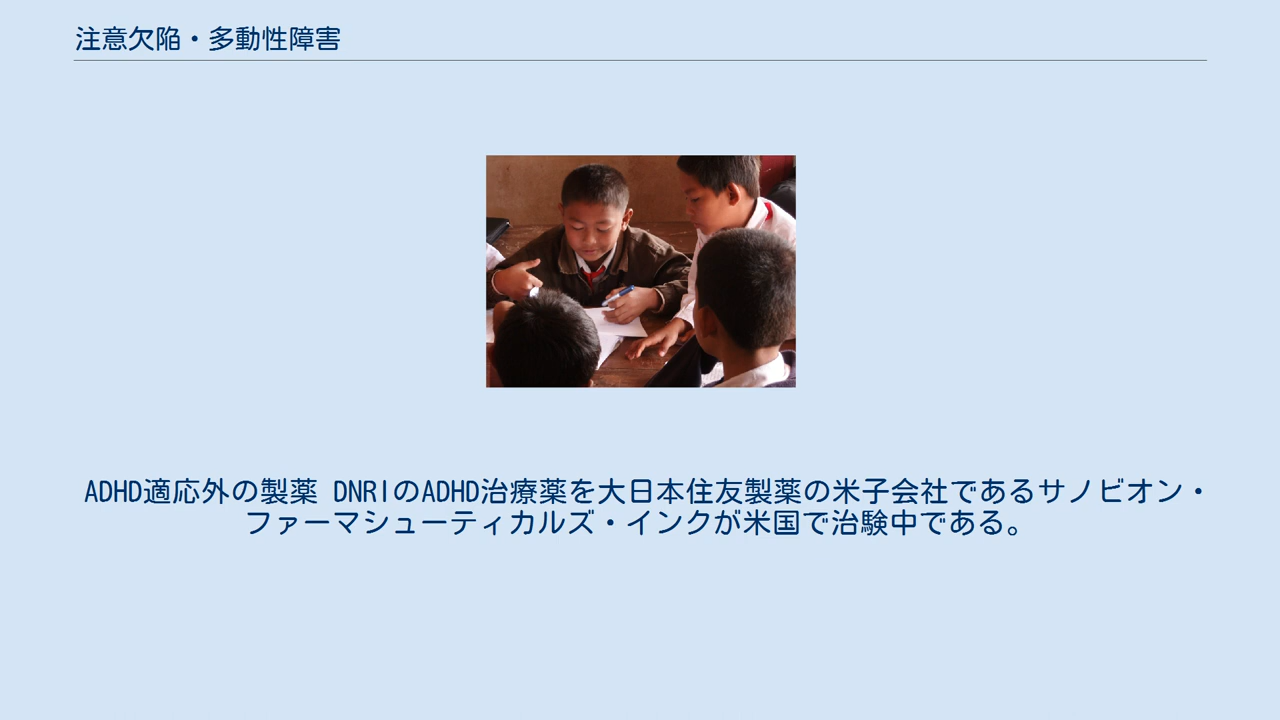 注意欠陥・多動性障害
ADHD適応外の製薬 DNRIのADHD治療薬を大日本住友製薬の米子会社であるサノビオン・
ファーマシューティカルズ・インクが米国で治験中である。